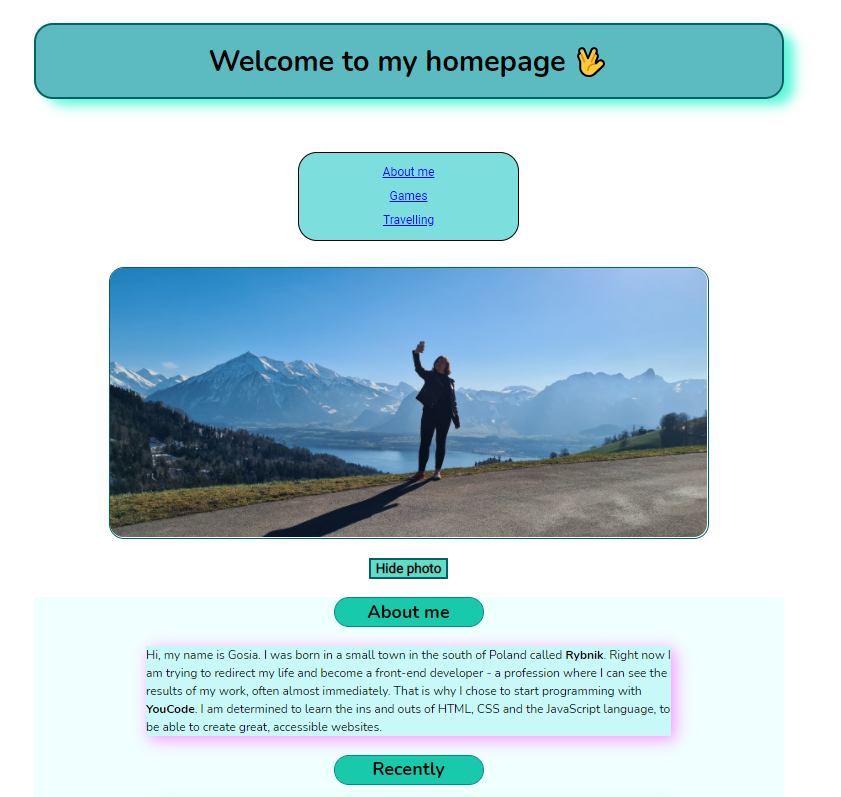 Welcome to my homepage 🖖
About me
Games
Travelling
Hide photo
About me
Hi, my name is Gosia. I was born in a small town in the south of Poland called Rybnik. Right now I
am trying to redirect my life and become a front-end developer - a profession where I can see the
results of my work, often almost immediately. That is why I chose to start programming with
YouCode. I am determined to learn the ins and outs of HTML, CSS and the JavaScript language, to
be able to create great, accessible websites.
Recently